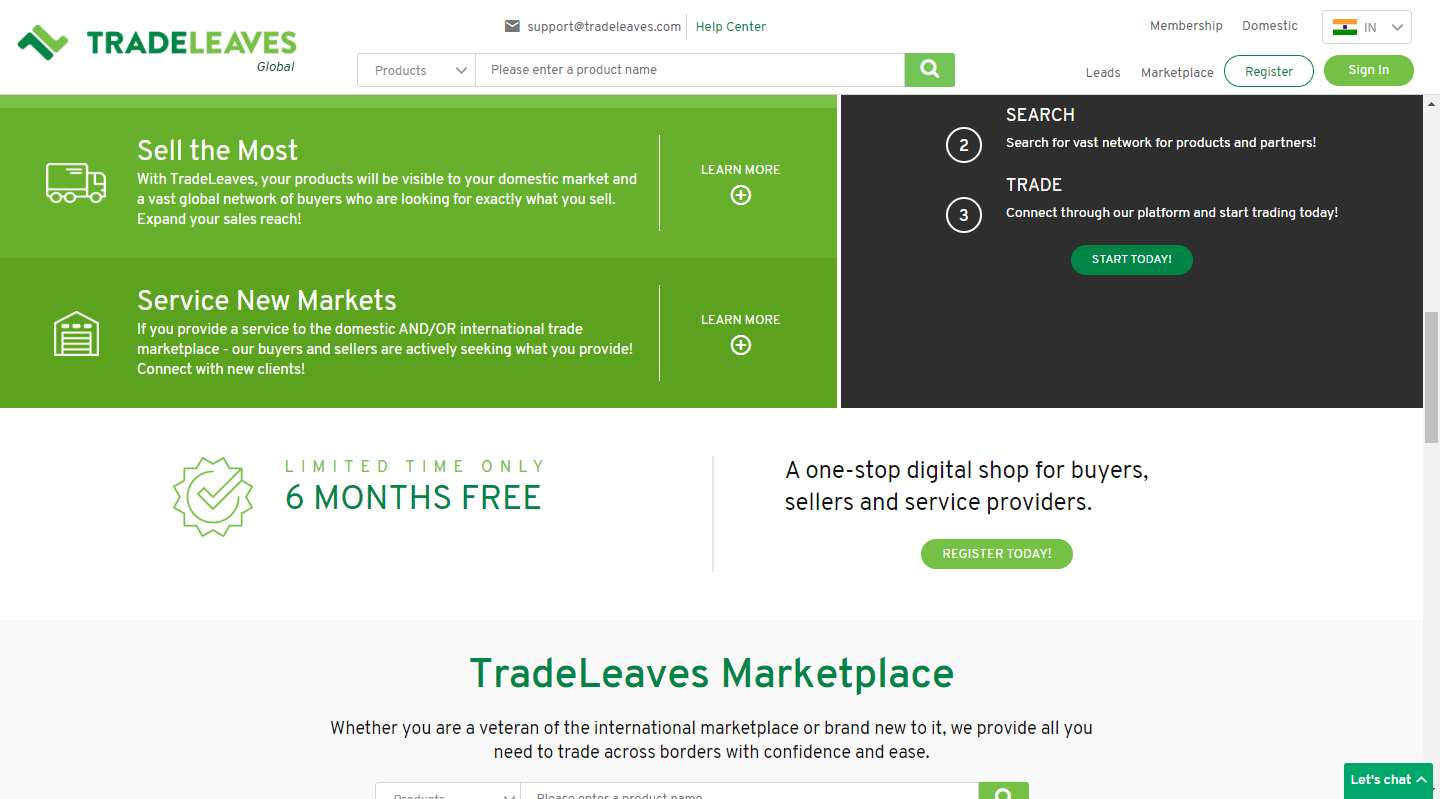 support@tradeleaves.com
Help Center
Membership
Domestic
IN
TRADELEAVES
Global
Products
Please enter a product name
Leads
Marketplace
Register
Sign In
Sell the Most
With TradeLeaves, your products will be visible to your domestic market and
a vast global network of buyers who are looking for exactly what you sell.
Expand your sales reach!
LEARN MORE
Service New Markets
If you provide a service to the domestic AND/OR international trade
marketplace - our buyers and sellers are actively seeking what you provide!
Connect with new clients!
LEARN MORE
SEARCH
2
Search for vast network for products and partners!
TRADE
3
Connect through our platform and start trading today!
START TODAY!
LIMITED TIME ONLY
6 MONTHS FREE
A one-stop digital shop for buyers,
sellers and service providers.
REGISTER TODAY!
TradeLeaves Marketplace
Whether you are a veteran of the international marketplace or brand new to it, we provide all you
need to trade across borders with confidence and ease.
Products
Please enter a product name
Let's chat